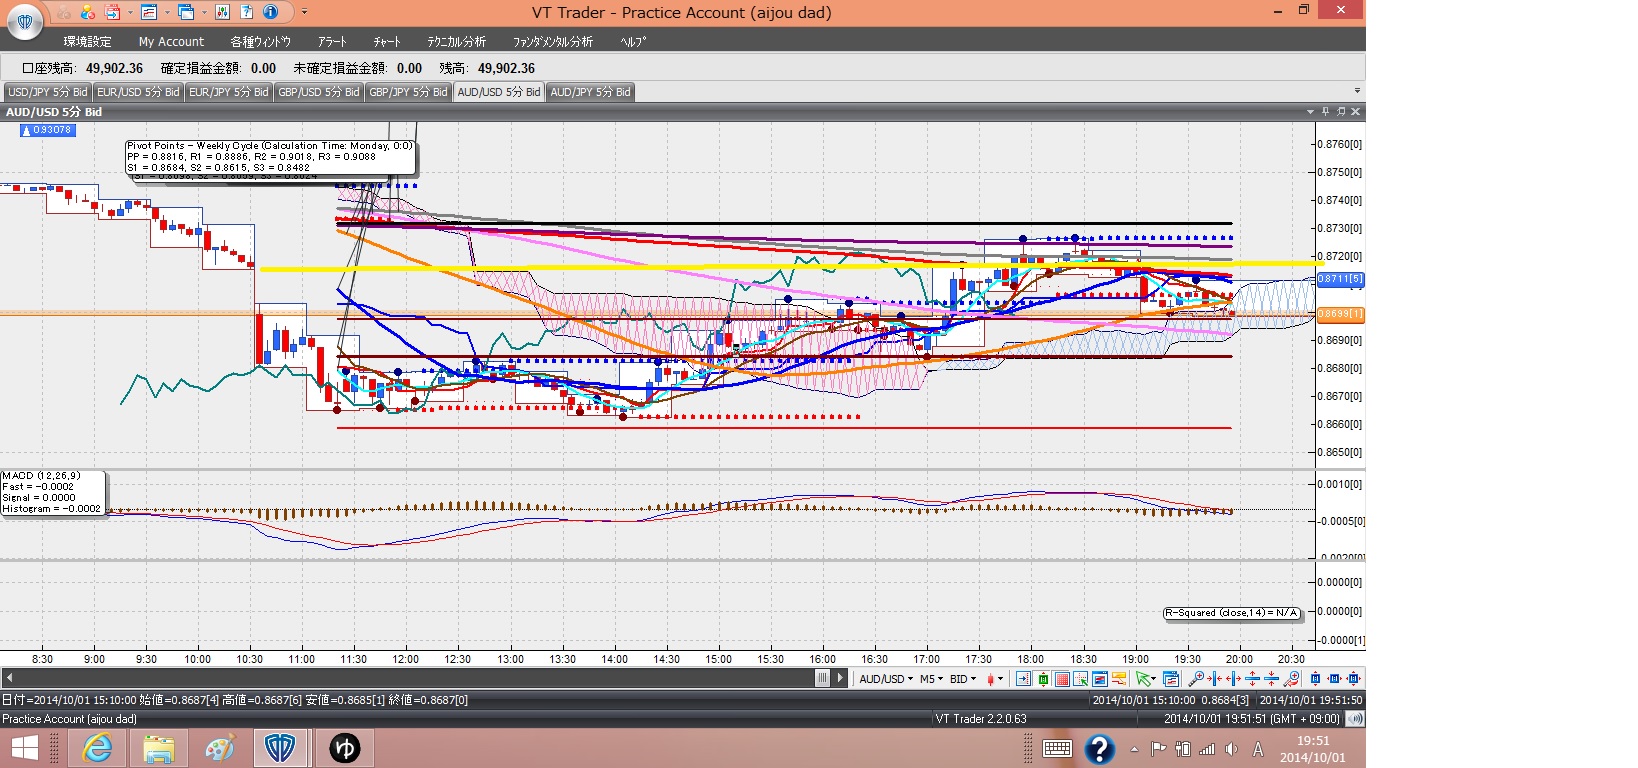 VT Trader - Practice Account (aijou dad)
環境設定 My Account 各種ウィンドウ アラート チャート テクニカル分析 ファンダメンタル分析 ヘルプ
口座残高: 49,902.36 確定損益金額: 0.00 未確定損益金額: 0.00 残高: 49,902.36
USD/JPY 5分 Bid EUR/USD 5分 Bid EUR/JPY 5分 Bid GBP/USD 5分 Bid GBP/JPY 5分 Bid AUD/USD 5分 Bid AUD/JPY 5分 Bid
AUD/USD 5分 Bid
0.93078
Pivot Points - Weekly Cycle (Calculation Time: Monday, 0:0)
PP = 0.8816, R1 = 0.8886, R2 = 0.9018, R3 = 0.9088
S1 = 0.8684, S2 = 0.8615, S3 = 0.8482
0.8760[0]
0.8750[0]
0.8740[0]
0.8730[0]
0.8720[0]
0.8711[5]
0.8699[1]
0.8690[0]
0.8680[0]
0.8670[0]
0.8660[0]
0.8650[0]
MACD (12,26,9)
Fast = -0.0002
Signal = 0.0000
Histogram = -0.0002
0.0010[0]
-0.0005[0]
-0.0020[0]
0.0000[0]
0.0000[0]
-0.0000[1]
R-Squared (close,14) = N/A
8:30 9:00 9:30 10:00 10:30 11:00 11:30 12:00 12:30 13:00 13:30 14:00 14:30 15:00 15:30 16:00 16:30 17:00 17:30 18:00 18:30 19:00 19:30 20:00 20:30
AUD/USD M5 BID
日付=2014/10/01 15:10:00 始値=0.8687[4] 高値=0.8687[6] 安値=0.8685[1] 終値=0.8687[0] 2014/10/01 15:10:00 0.8684[3] 2014/10/01 19:51:50
Practice Account (aijou dad) VT Trader 2.2.0.63 2014/10/01 19:51:51 (GMT + 09:00)
ゆ
A
19:51
2014/10/01